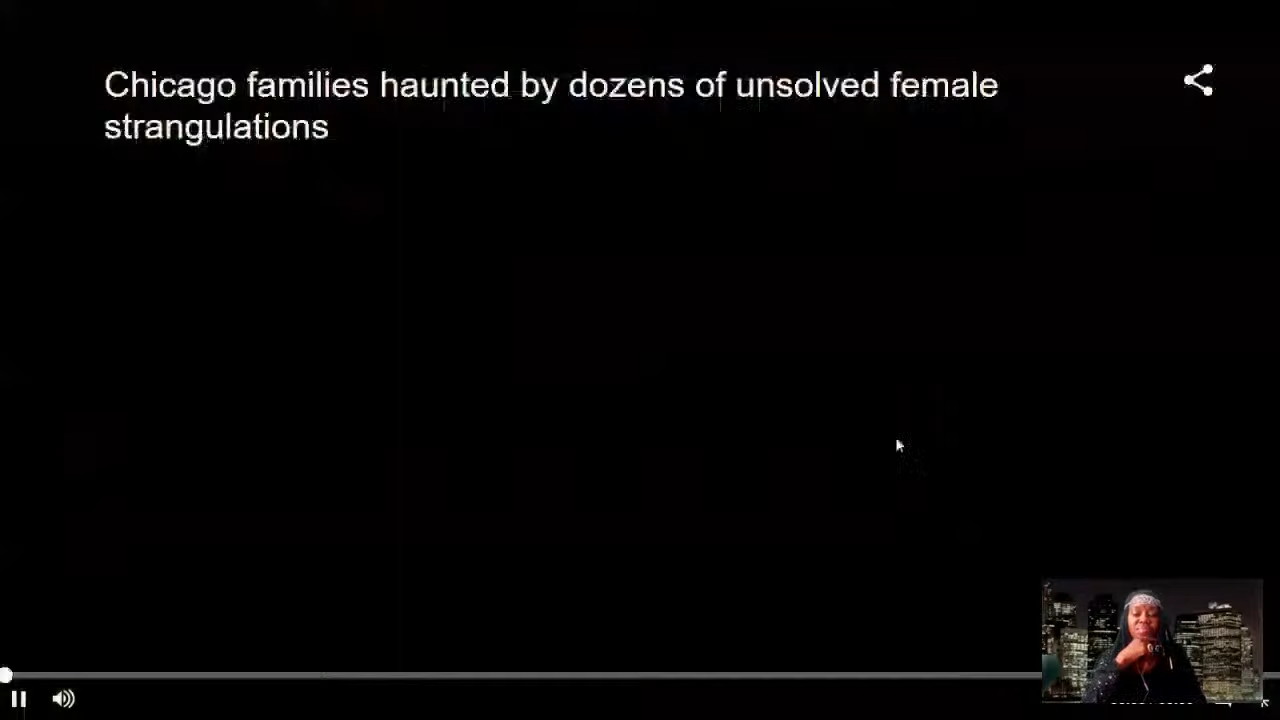 Chicago families haunted by dozens of unsolved female
strangulations